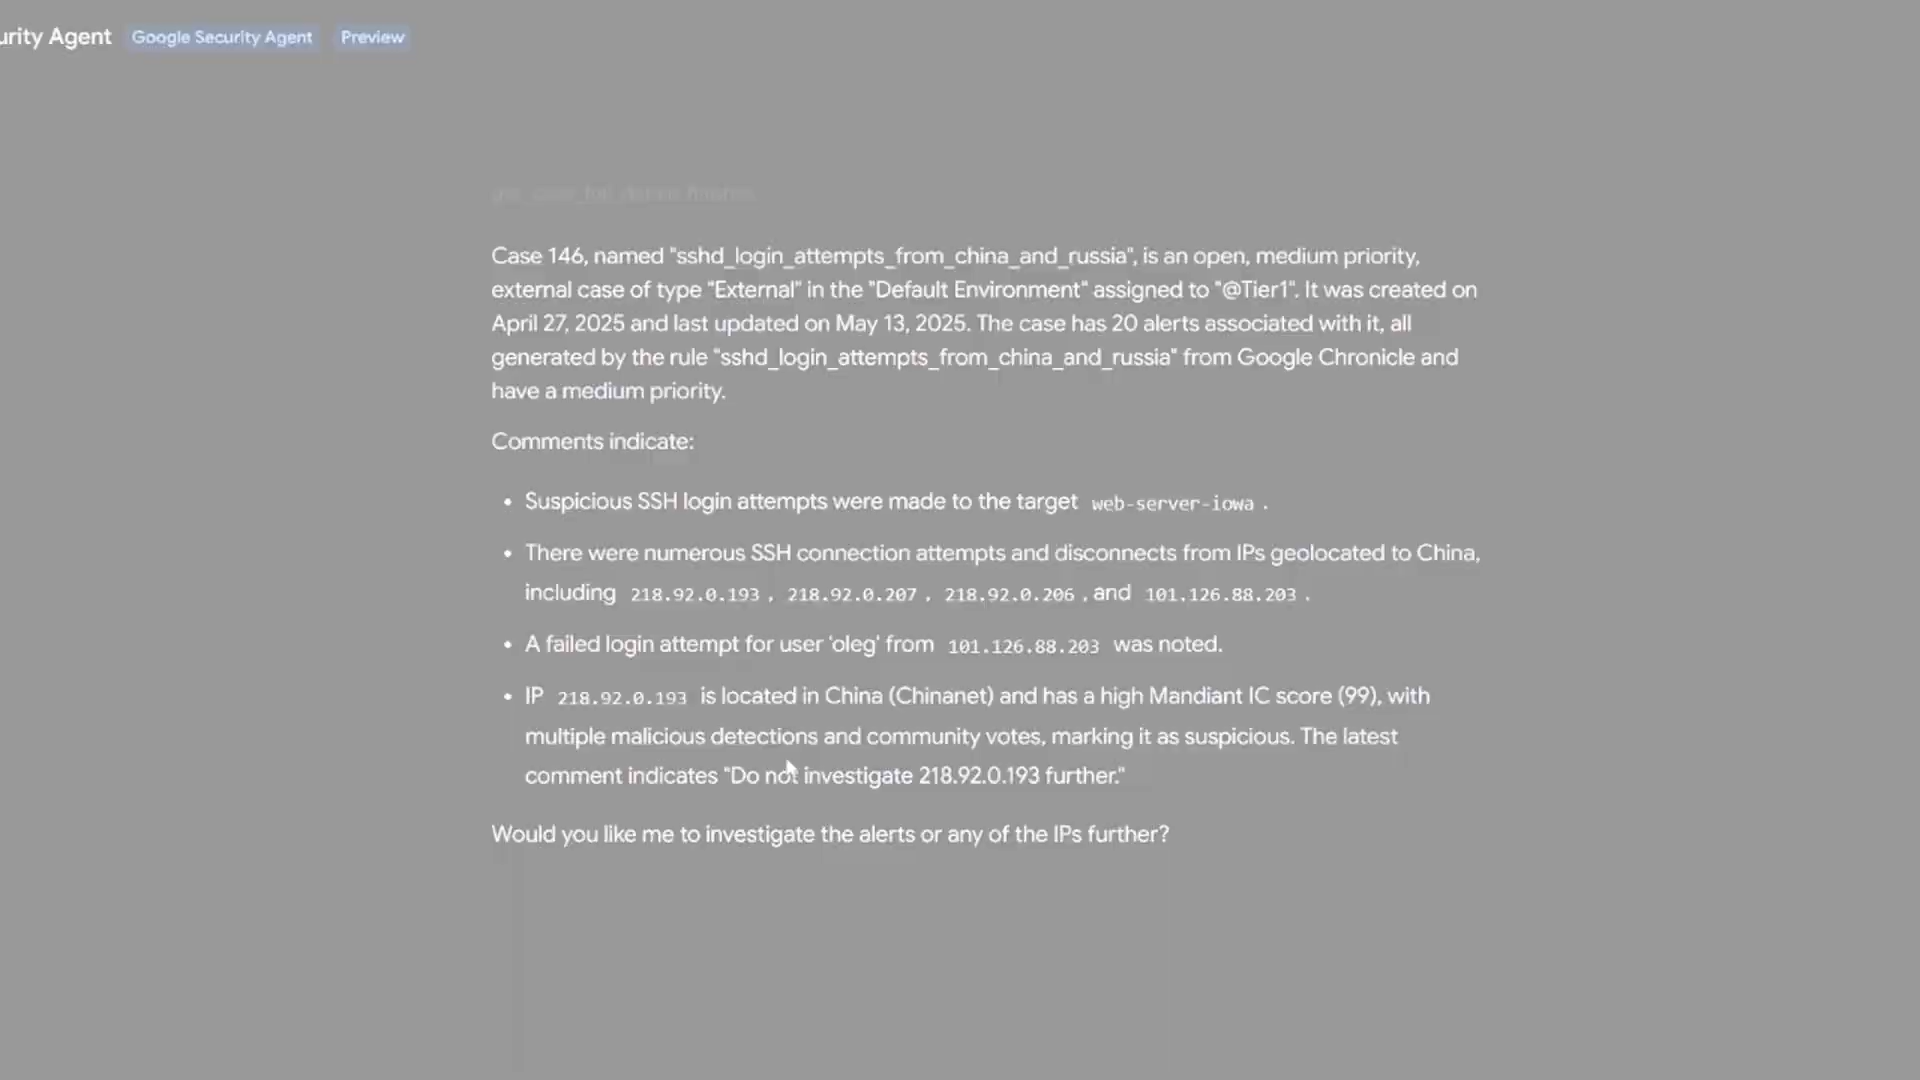 urity Agent Google Security Agent Preview
Case 146, named "sshd_login_attempts_from_china_and_russia", is an open, medium priority,
external case of type "External" in the "Default Environment" assigned to "@Tier1". It was created on
April 27, 2025 and last updated on May 13, 2025. The case has 20 alerts associated with it, all
generated by the rule "sshd_login_attempts_from_china_and_russia" from Google Chronicle and
have a medium priority.
Comments indicate:
• Suspicious SSH login attempts were made to the target web-server-iowa .
• There were numerous SSH connection attempts and disconnects from IPs geolocated to China,
including 218.92.0.193 , 218.92.0.207 , 218.92.0.206 , and 101.126.88.203 .
• A failed login attempt for user 'oleg' from 101.126.88.203 was noted.
• IP 218.92.0.193 is located in China (Chinanet) and has a high Mandiant IC score (99), with
multiple malicious detections and community votes, marking it as suspicious. The latest
comment indicates "Do not investigate 218.92.0.193 further."
Would you like me to investigate the alerts or any of the IPs further?